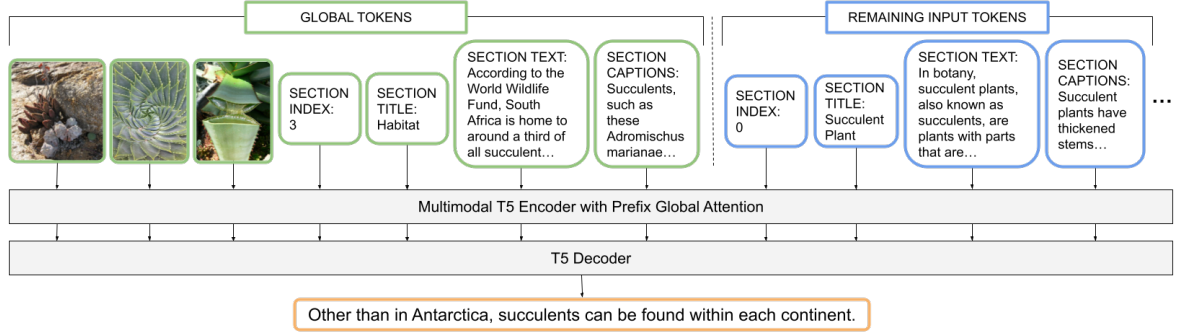 GLOBAL TOKENS
REMAINING INPUT TOKENS
SECTION
INDEX:
3
SECTION
TITLE:
Habitat
SECTION TEXT:
According to the
World Wildlife
Fund, South
Africa is home to
around a third of
all succulent…
SECTION
CAPTIONS:
Succulents,
such as
these
Adromischus
marianae…
SECTION
INDEX:
0
SECTION
TITLE:
Succulent
Plant
SECTION TEXT:
In botany,
succulent plants,
also known as
succulents, are
plants with parts
that are…
SECTION
CAPTIONS:
Succulent
plants have
thickened
stems…
...
Multimodal T5 Encoder with Prefix Global Attention
T5 Decoder
Other than in Antarctica, succulents can be found within each continent.